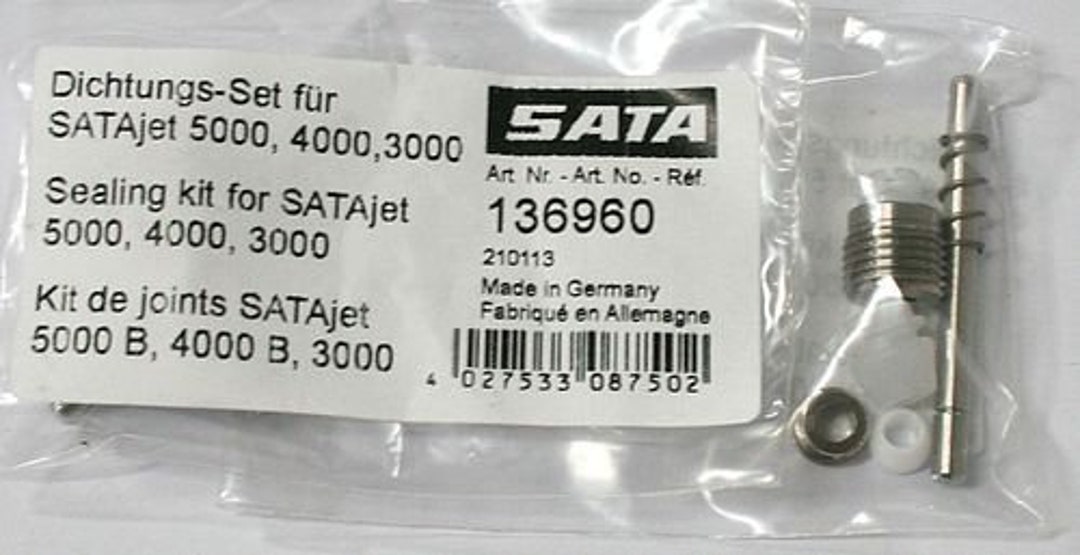 Dichtungs-Set für
SATAjet 5000, 4000,3000
Sealing kit for SATAjet
5000, 4000, 3000
Kit de joints SATAjet
5000 B, 4000 B, 3000
SATA
Art. Nr. - Art. No. - Réf.
136960
210113
Made in Germany
Fabriqué en Allemagne
4 027533 087502